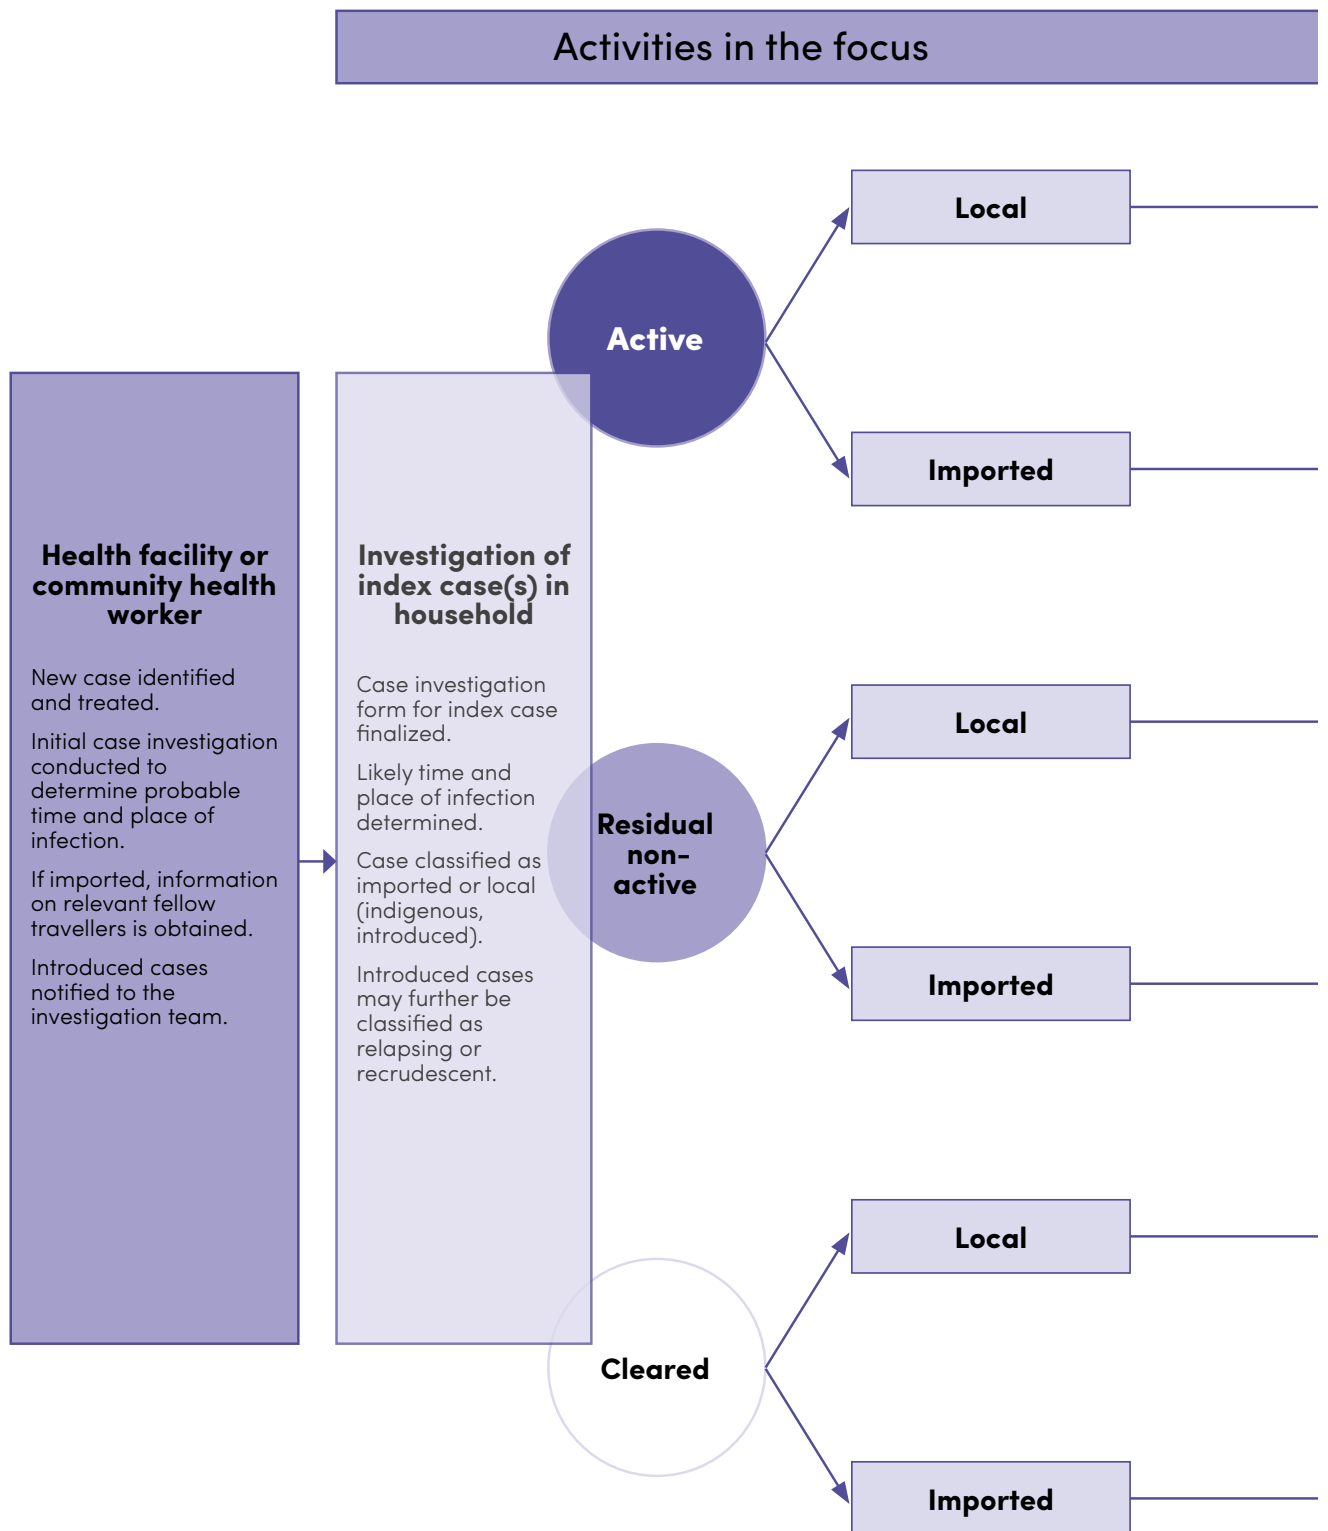 Activities in the focus
Health facility or
community health
worker
New case identified
and treated.
Initial case investigation
conducted to
determine probable
time and place of
infection.
If imported, information
on relevant fellow
travellers is obtained.
Introduced cases
notified to the
investigation team.
Investigation of
index case(s) in
household
Case investigation
form for index case
finalized.
Likely time and
place of infection
determined.
Case classified as
imported or local
(indigenous,
introduced).
Introduced cases
may further be
classified as
relapsing or
recrudescent.
Active
Local
Imported
Residual
non-
active
Local
Imported
Cleared
Local
Imported